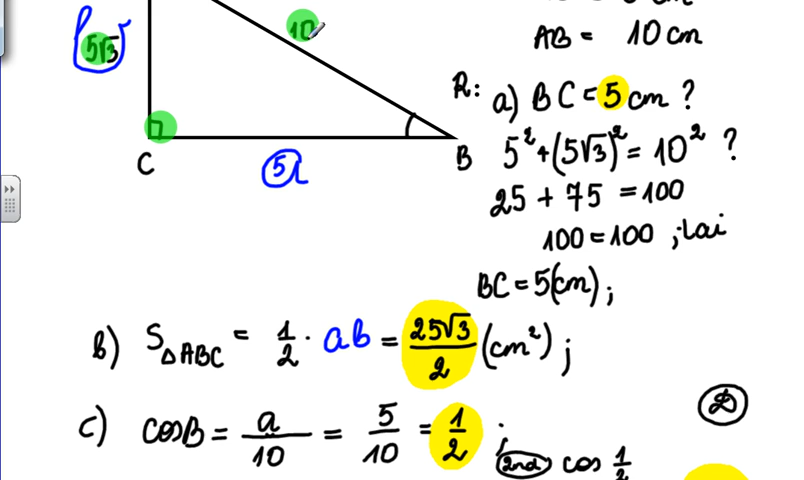 5√3
10
C
5
B
AB = 10 cm
R: a) BC = 5 cm ?
5² + (5√3)² = 10² ?
25 + 75 = 100
100 = 100 ; tai
BC = 5(cm) ;
b) S△ABC = 1/2 · ab = 25√3/2 (cm²) ;
c) cosB = a/10 = 5/10 = 1/2 ;
2nd cos 1/2